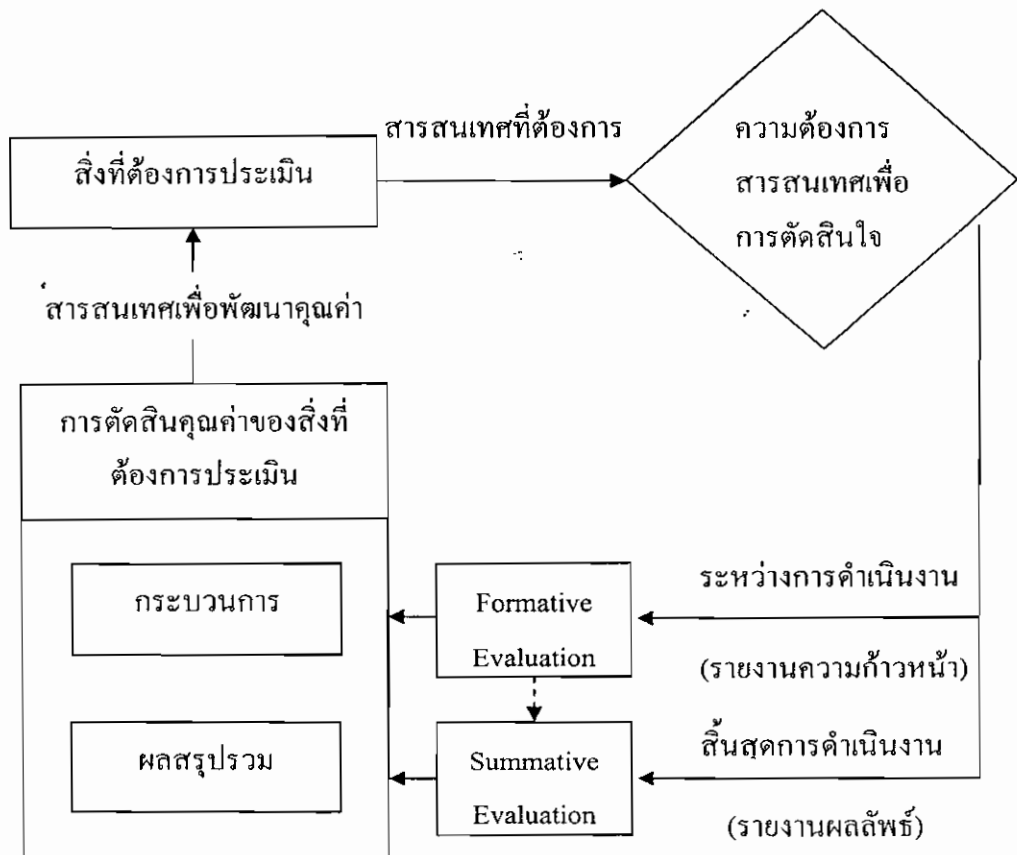 สารสนเทศที่ต้องการ
สิ่งที่ต้องการประเมิน
ความต้องการ
สารสนเทศเพื่อ
การตัดสินใจ
สารสนเทศเพื่อพัฒนาคุณค่า
การตัดสินคุณค่าของสิ่งที่
ต้องการประเมิน
กระบวนการ
Formative
Evaluation
ระหว่างการดำเนินงาน
(รายงานความก้าวหน้า)
ผลสรุปรวม
Summative
Evaluation
สิ้นสุดการดำเนินงาน
(รายงานผลลัพธ์)